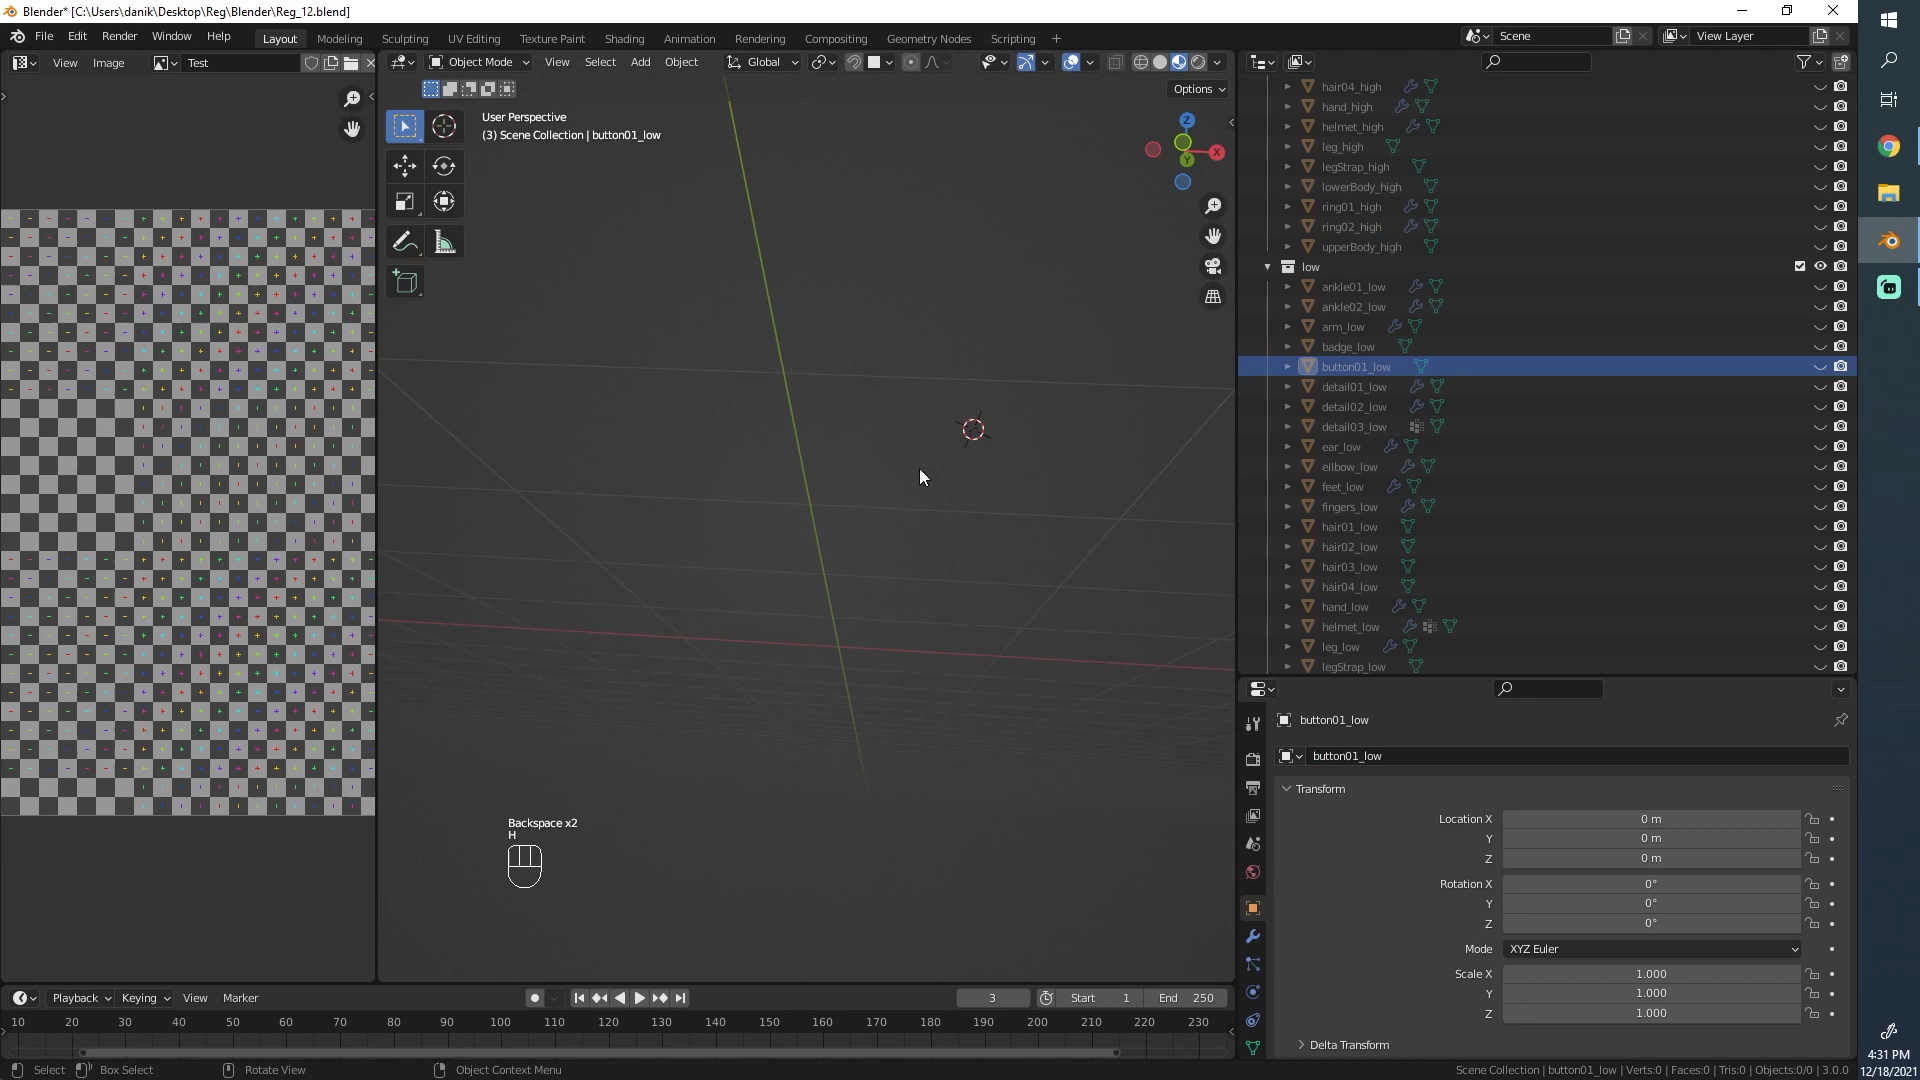 Blender* [C:\Users\danik\Desktop\Reg\Blender\Reg_12.blend]
File Edit Render Window Help
Layout Modeling Sculpting UV Editing Texture Paint Shading Animation Rendering Compositing Geometry Nodes Scripting +
Scene
View Layer
View Image Test
Object Mode View Select Add Object Global
Options
User Perspective
(3) Scene Collection | button01_low
Z
X
Y
Backspace x2
H
hair04_high
hand_high
helmet_high
leg_high
legStrap_high
lowerBody_high
ring01_high
ring02_high
upperBody_high
low
ankle01_low
ankle02_low
arm_low
badge_low
button01_low
detail01_low
detail02_low
detail03_low
ear_low
ellbow_low
feet_low
fingers_low
hair01_low
hair02_low
hair03_low
hair04_low
hand_low
helmet_low
leg_low
legStrap_low
button01_low
button01_low
Transform
Location X 0 m
Y 0 m
Z 0 m
Rotation X 0°
Y 0°
Z 0°
Mode XYZ Euler
Scale X 1.000
Y 1.000
Z 1.000
Delta Transform
Playback Keying View Marker
3 Start 1 End 250
10 20 30 40 50 60 70 80 90 100 110 120 130 140 150 160 170 180 190 200 210 220 230
Select Box Select Rotate View Object Context Menu
Scene Collection | button01_low | Verts:0 | Faces:0 | Tris:0 | Objects:0/0 | 3.0.0
4:31 PM
12/18/2021